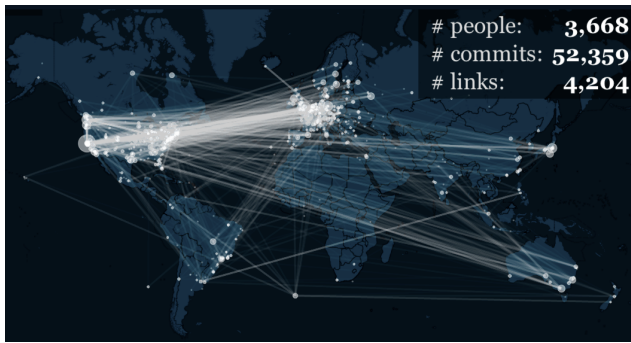 # people: 3,668
# commits: 52,359
# links: 4,204